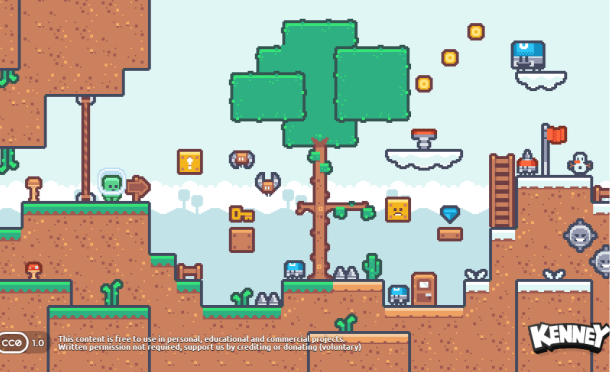 CC0 1.0
This content is free to use in personal, educational and commercial projects.
Written permission not required, support us by crediting or donating (voluntary)
KENNEY